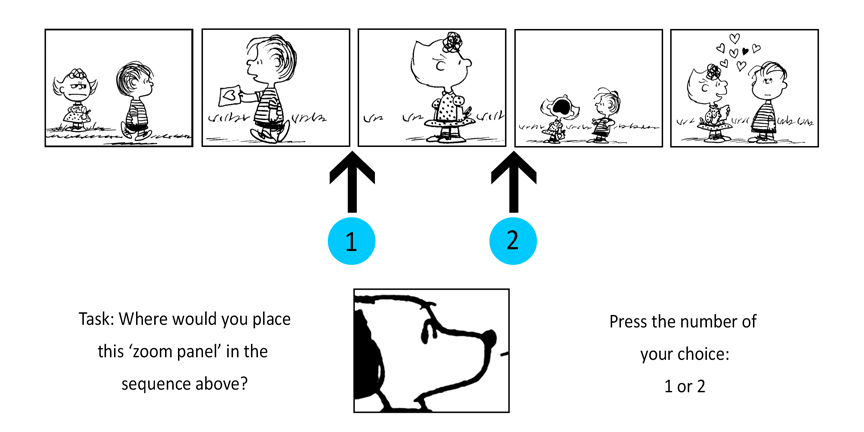 1
2
Task: Where would you place
this ‘zoom panel’ in the
sequence above?
Press the number of
your choice:
1 or 2